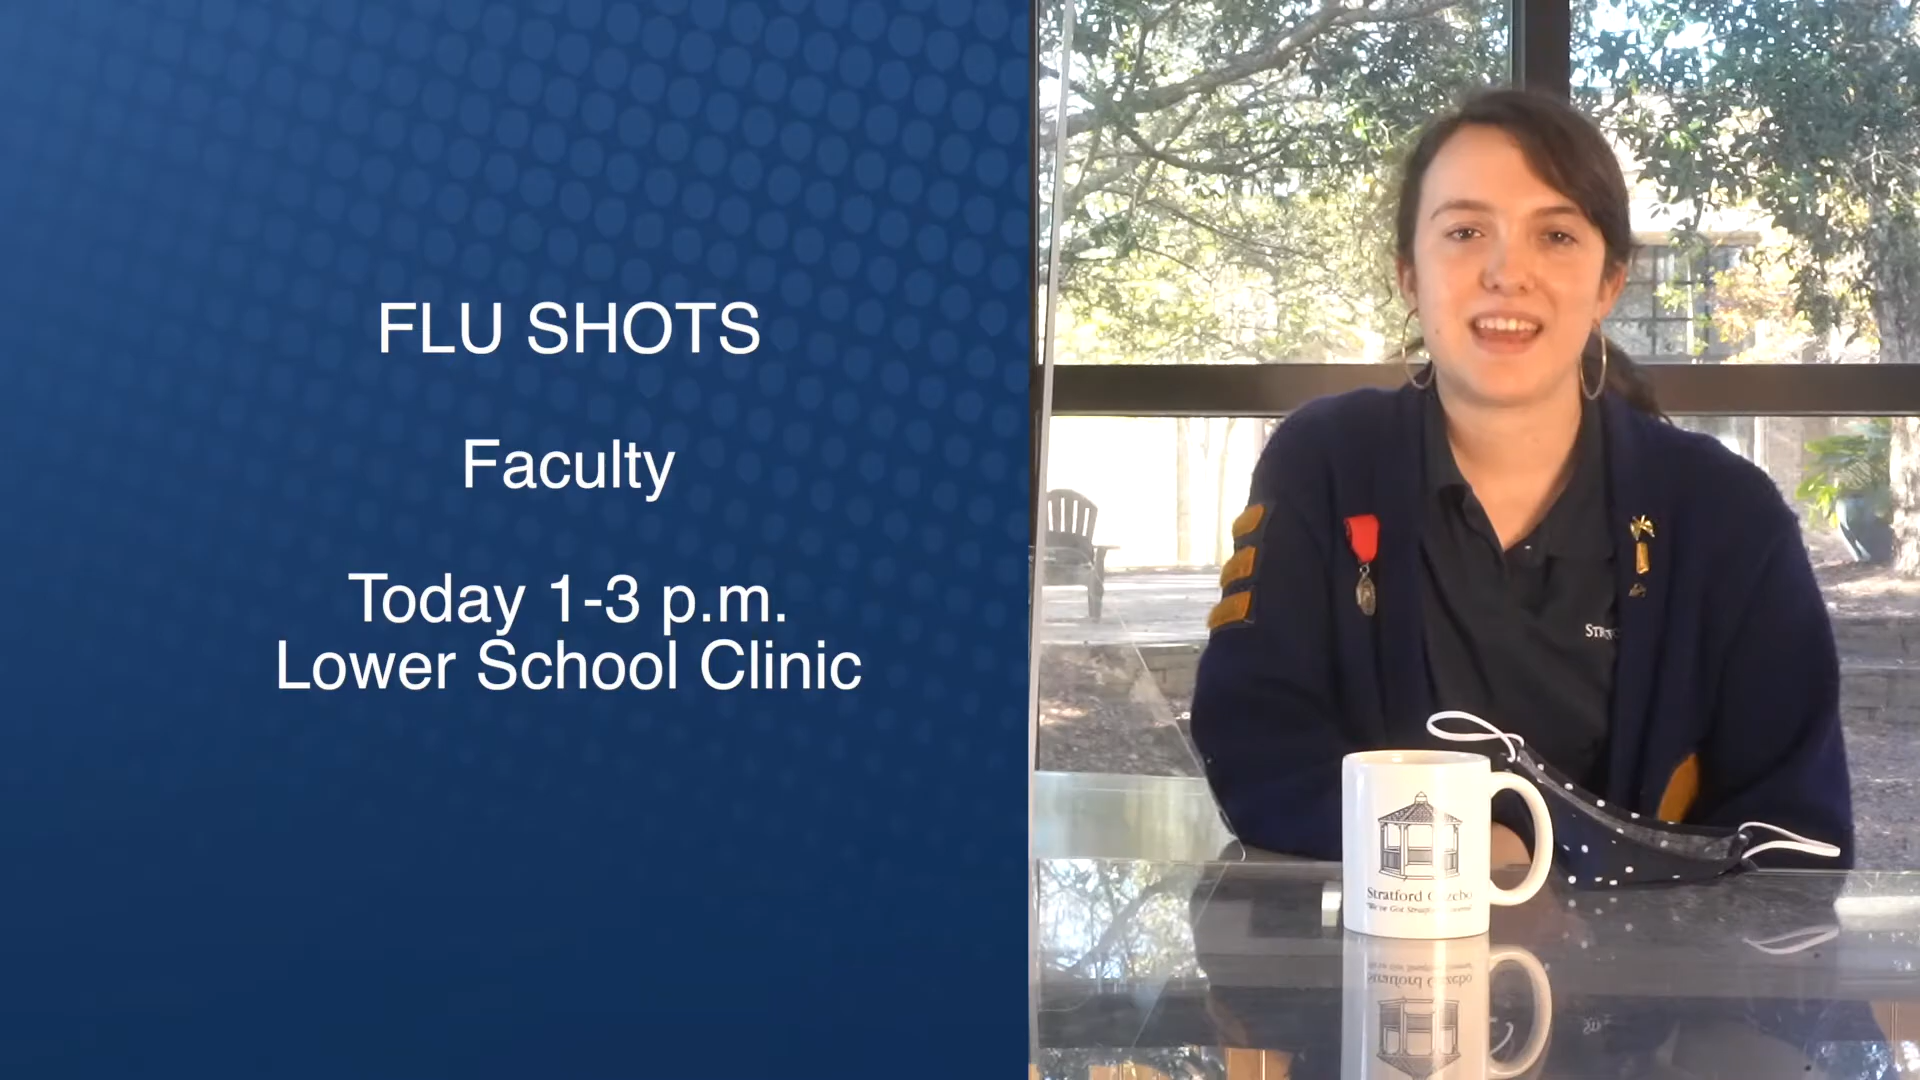 FLU SHOTS
Faculty
Today 1-3 p.m.
Lower School Clinic
Stratford